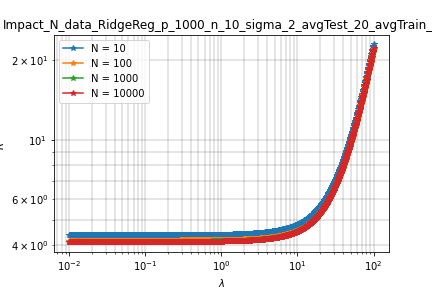 Impact_N_data_RidgeReg_p_1000_n_10_sigma_2_avgTest_20_avgTrain_
N = 10
N = 100
N = 1000
N = 10000
2 × 10¹
10¹
6 × 10⁰
4 × 10⁰
10⁻² 10⁻¹ 10⁰ 10¹ 10²
λ